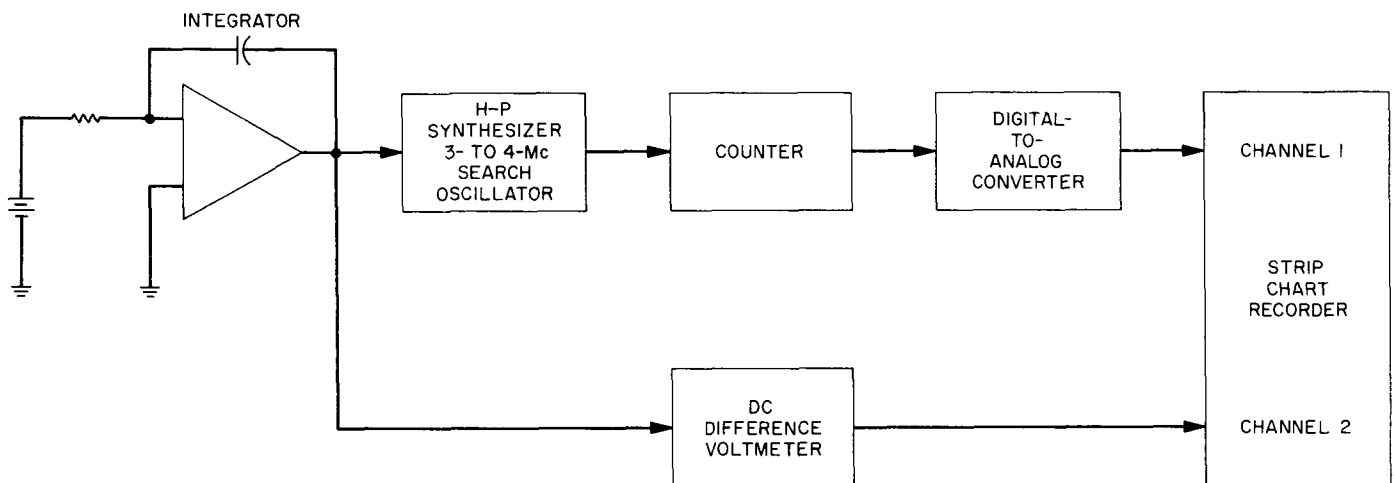 INTEGRATOR
H-P
SYNTHESIZER
3- TO 4-Mc
SEARCH
OSCILLATOR
COUNTER
DIGITAL-
TO-
ANALOG
CONVERTER
CHANNEL 1
STRIP
CHART
RECORDER
DC
DIFFERENCE
VOLTMETER
CHANNEL 2